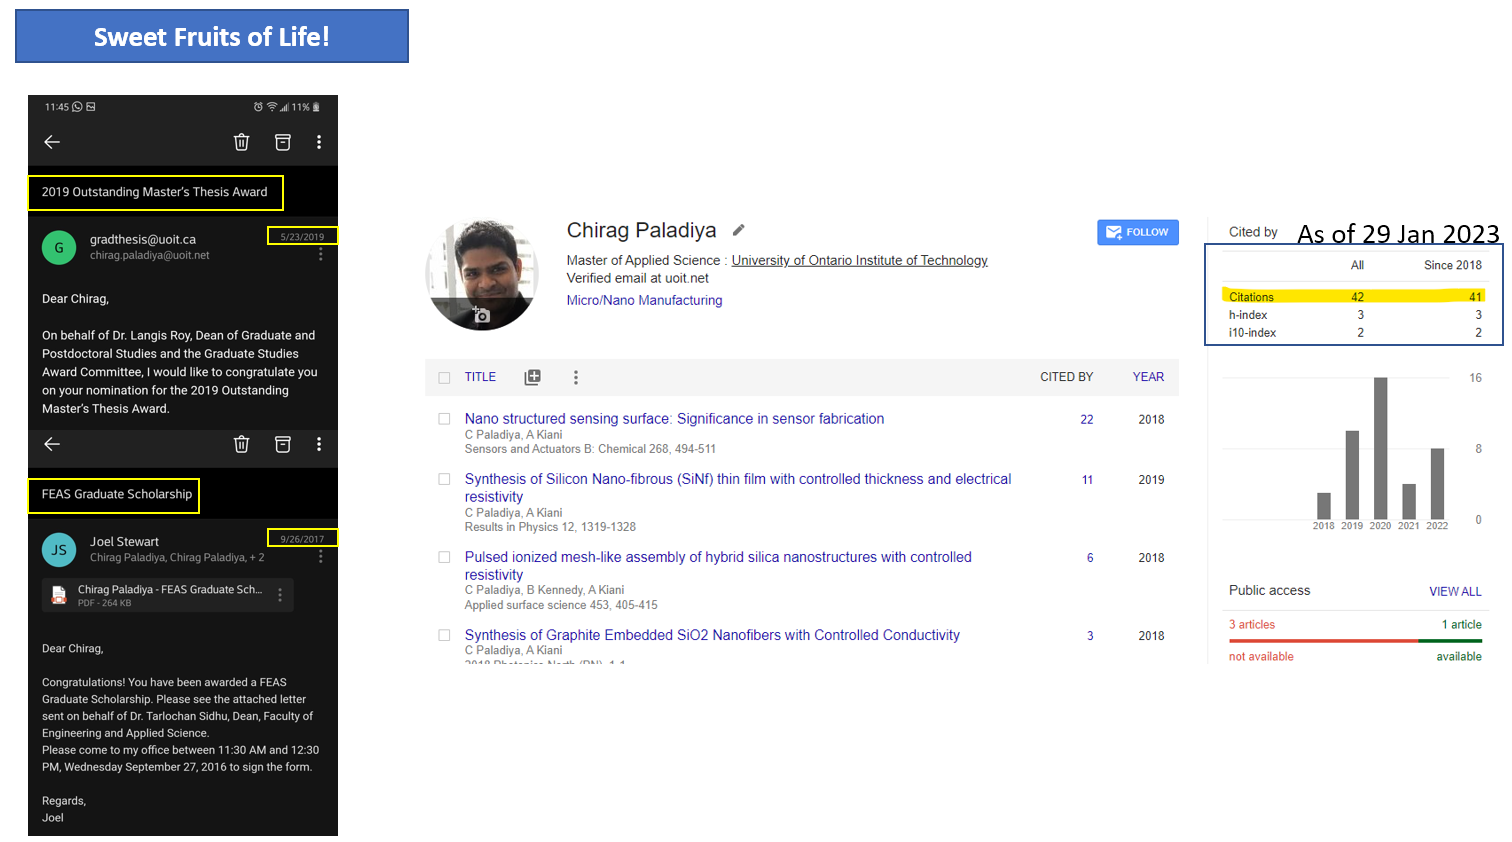 Sweet Fruits of Life!
11:45
11%
2019 Outstanding Master's Thesis Award
G
gradthesis@uoit.ca
5/23/2019
chirag.paladiya@uoit.net
Dear Chirag,
On behalf of Dr. Langis Roy, Dean of Graduate and
Postdoctoral Studies and the Graduate Studies
Award Committee, I would like to congratulate you
on your nomination for the 2019 Outstanding
Master's Thesis Award.
FEAS Graduate Scholarship
JS
Joel Stewart
9/26/2017
Chirag Paladiya, Chirag Paladiya, + 2
Chirag Paladiya - FEAS Graduate Sch...
PDF - 264 KB
Dear Chirag,
Congratulations! You have been awarded a FEAS
Graduate Scholarship. Please see the attached letter
sent on behalf of Dr. Tarlochan Sidhu, Dean, Faculty of
Engineering and Applied Science.
Please come to my office between 11:30 AM and 12:30
PM, Wednesday September 27, 2016 to sign the form.
Regards,
Joel
Chirag Paladiya
FOLLOW
Master of Applied Science : University of Ontario Institute of Technology
Verified email at uoit.net
Micro/Nano Manufacturing
TITLE CITED BY YEAR
Nano structured sensing surface: Significance in sensor fabrication 22 2018
C Paladiya, A Kiani
Sensors and Actuators B: Chemical 268, 494-511
Synthesis of Silicon Nano-fibrous (SiNf) thin film with controlled thickness and electrical 11 2019
resistivity
C Paladiya, A Kiani
Results in Physics 12, 1319-1328
Pulsed ionized mesh-like assembly of hybrid silica nanostructures with controlled 6 2018
resistivity
C Paladiya, B Kennedy, A Kiani
Applied surface science 453, 405-415
Synthesis of Graphite Embedded SiO2 Nanofibers with Controlled Conductivity 3 2018
C Paladiya, A Kiani
2018 Photonics North (PN), 1-1
Cited by
As of 29 Jan 2023
All Since 2018
Citations 42 41
h-index 3 3
i10-index 2 2
16
8
0
2018 2019 2020 2021 2022
Public access
VIEW ALL
3 articles 1 article
not available available